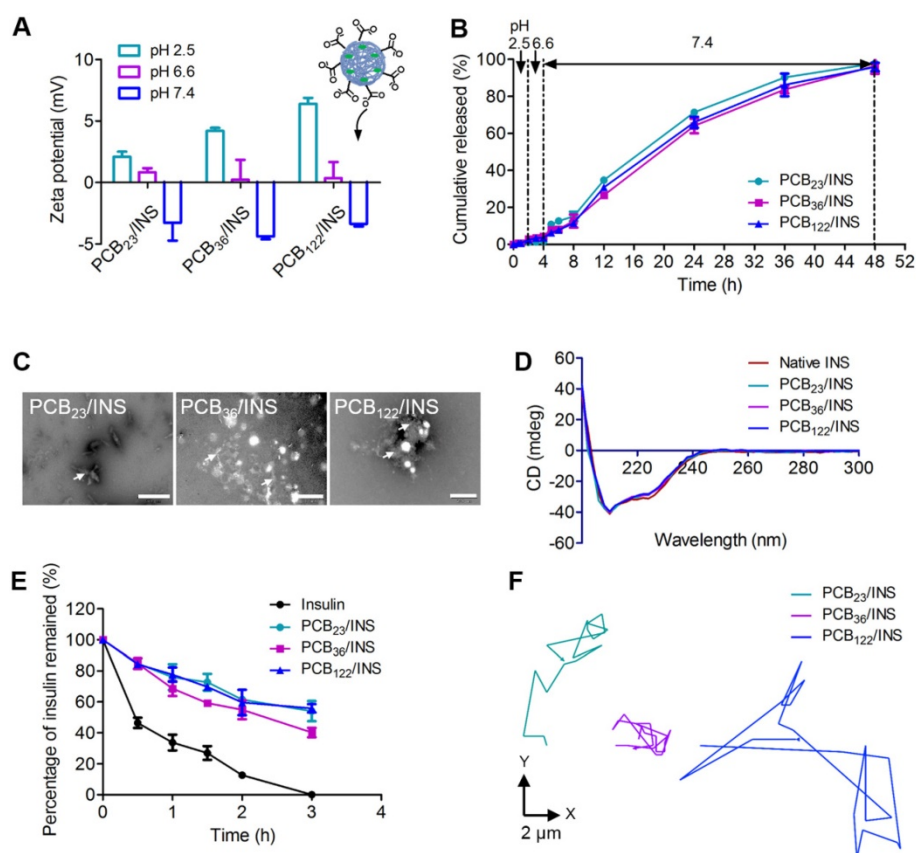 A
Zeta potential (mV)
10
5
0
-5
pH 2.5
pH 6.6
pH 7.4
PCB₂₃/INS
PCB₃₆/INS
PCB₁₂₂/INS
B
Cumulative released (%)
100
80
60
40
20
0
pH
2.5
6.6
7.4
PCB₂₃/INS
PCB₃₆/INS
PCB₁₂₂/INS
0 4 8 12 16 20 24 28 32 36 40 44 48 52
Time (h)
C
PCB₂₃/INS
PCB₃₆/INS
PCB₁₂₂/INS
D
CD (mdeg)
60
40
20
0
-20
-40
-60
220 240 260 280 300
Wavelength (nm)
Native INS
PCB₂₃/INS
PCB₃₆/INS
PCB₁₂₂/INS
E
Percentage of insulin remained (%)
120
100
80
60
40
20
0
0 1 2 3 4
Time (h)
Insulin
PCB₂₃/INS
PCB₃₆/INS
PCB₁₂₂/INS
F
PCB₂₃/INS
PCB₃₆/INS
PCB₁₂₂/INS
Y
X
2 µm